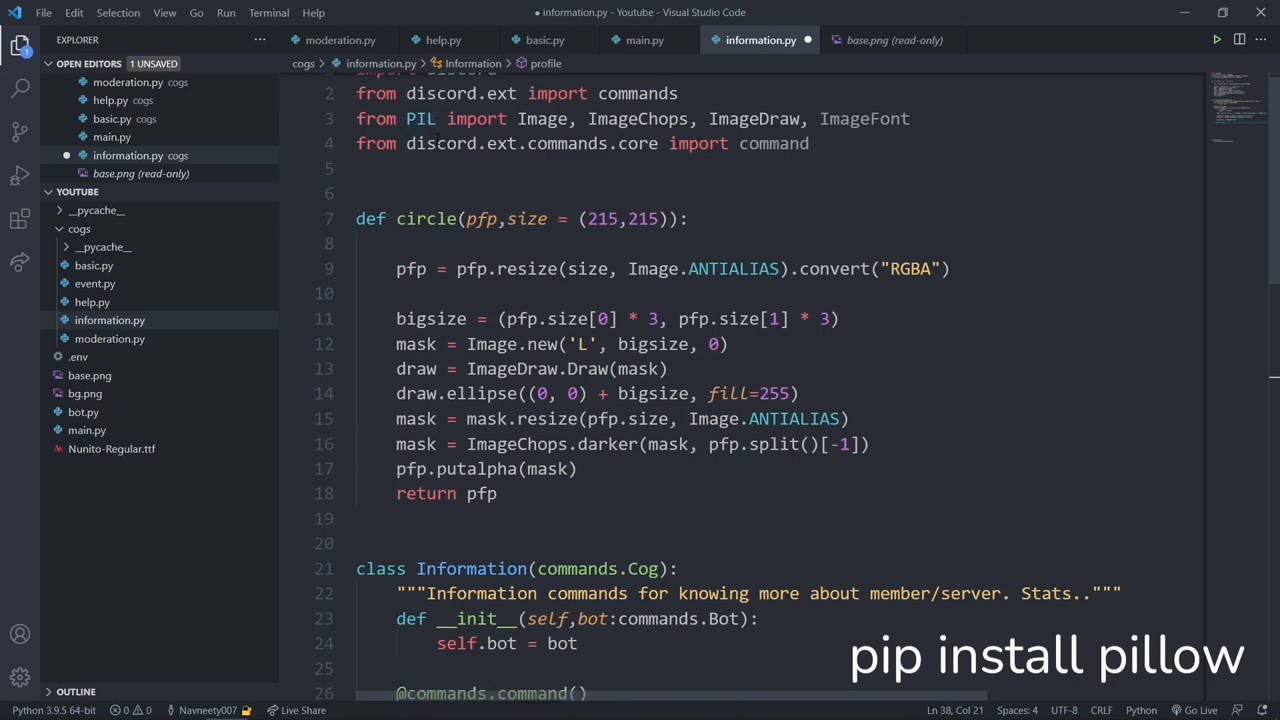 File Edit Selection View Go Run Terminal Help
● information.py - Youtube - Visual Studio Code
EXPLORER ...
moderation.py help.py basic.py main.py information.py ● base.png (read-only) ...
OPEN EDITORS 1 UNSAVED
moderation.py cogs
help.py cogs
basic.py cogs
main.py
● information.py cogs
base.png (read-only)
YOUTUBE
__pycache__
cogs
__pycache__
basic.py
event.py
help.py
information.py
moderation.py
.env
base.png
bg.png
bot.py
main.py
Nunito-Regular.ttf
OUTLINE
1
cogs > information.py > Information > profile
import discord
2 from discord.ext import commands
3 from PIL import Image, ImageChops, ImageDraw, ImageFont
4 from discord.ext.commands.core import command
5
6
7 def circle(pfp,size = (215,215)):
8
9 pfp = pfp.resize(size, Image.ANTIALIAS).convert("RGBA")
10
11 bigsize = (pfp.size[0] * 3, pfp.size[1] * 3)
12 mask = Image.new('L', bigsize, 0)
13 draw = ImageDraw.Draw(mask)
14 draw.ellipse((0, 0) + bigsize, fill=255)
15 mask = mask.resize(pfp.size, Image.ANTIALIAS)
16 mask = ImageChops.darker(mask, pfp.split()[-1])
17 pfp.putalpha(mask)
18 return pfp
19
20
21 class Information(commands.Cog):
22 """Information commands for knowing more about member/server. Stats.."""
23 def __init__(self,bot:commands.Bot):
24 self.bot = bot
25
26 @commands.command()
pip install pillow
Python 3.9.5 64-bit 0 0 Navneety007 Live Share Ln 38, Col 21 Spaces: 4 UTF-8 CRLF Python Go Live